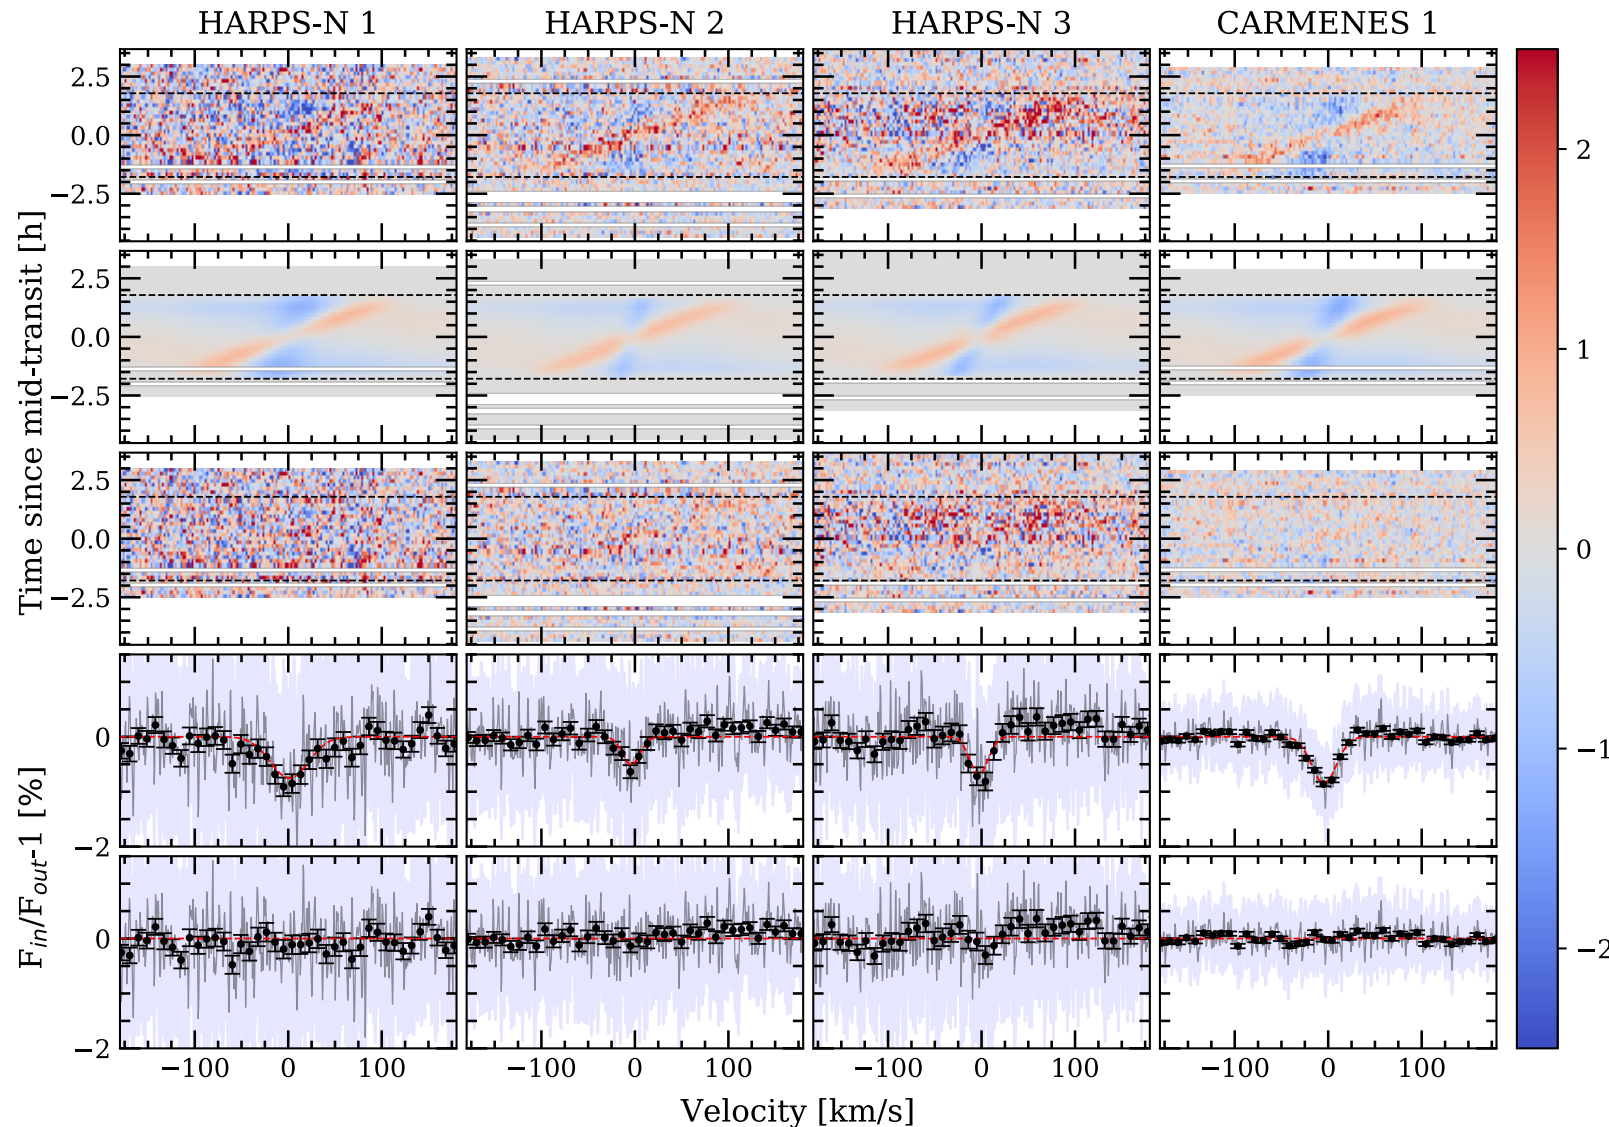 HARPS-N 1
HARPS-N 2
HARPS-N 3
CARMENES 1
2.5
0.0
−2.5
2.5
0.0
−2.5
2.5
0.0
−2.5
Time since mid-transit [h]
0
−2
0
−2
F_in/F_out-1 [%]
−100 0 100
−100 0 100
−100 0 100
−100 0 100
Velocity [km/s]
2
1
0
−1
−2